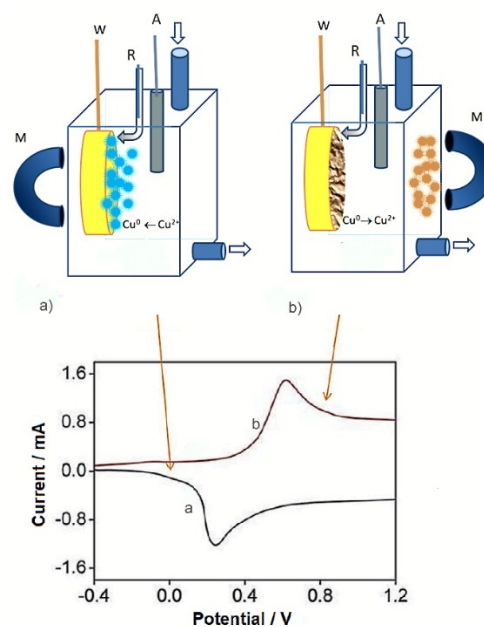 W
R
A
M
Cu⁰ ← Cu²⁺
a)
W
R
A
M
Cu⁰→ Cu²⁺
b)
1.6
0.8
0.0
-0.8
-1.6
Current / mA
b
a
-0.4
0.0
0.4
0.8
1.2
Potential / V